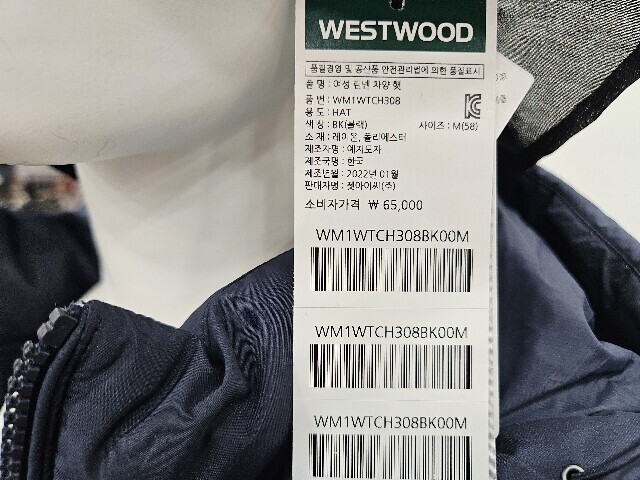 WESTWOOD
품질경영 및 공산품 안전관리법에 의한 품질표시
품 명 : 여성 린넨 차양 햇
품 번 : WM1WTCH308
용 도 : HAT
색 상 : BK(블랙)
사이즈 : M(58)
소 재 : 레이온, 폴리에스터
제조자명 : 예지모자
제조국명 : 한국
제조년월 : 2022년 01월
판매자명 : 젯아이씨(주)
소비자가격 ₩ 65,000
WM1WTCH308BK00M
WM1WTCH308BK00M
WM1WTCH308BK00M